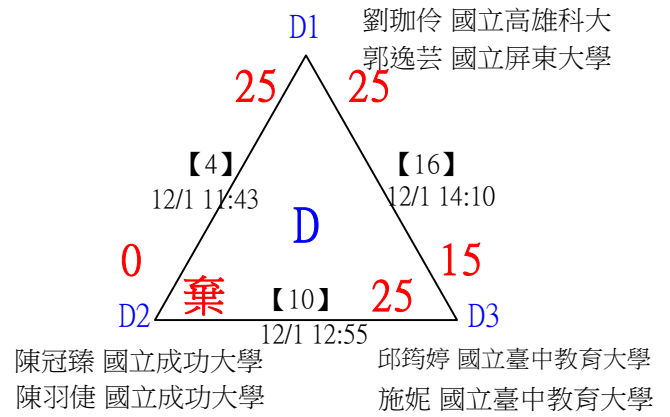 D1
劉珈伶 國立高雄科大
郭逸芸 國立屏東大學
25
25
【4】
12/1 11:43
【16】
12/1 14:10
D
0
15
棄
【10】
25
D2
12/1 12:55
D3
陳冠臻 國立成功大學
陳羽倢 國立成功大學
邱筠婷 國立臺中教育大學
施妮 國立臺中教育大學